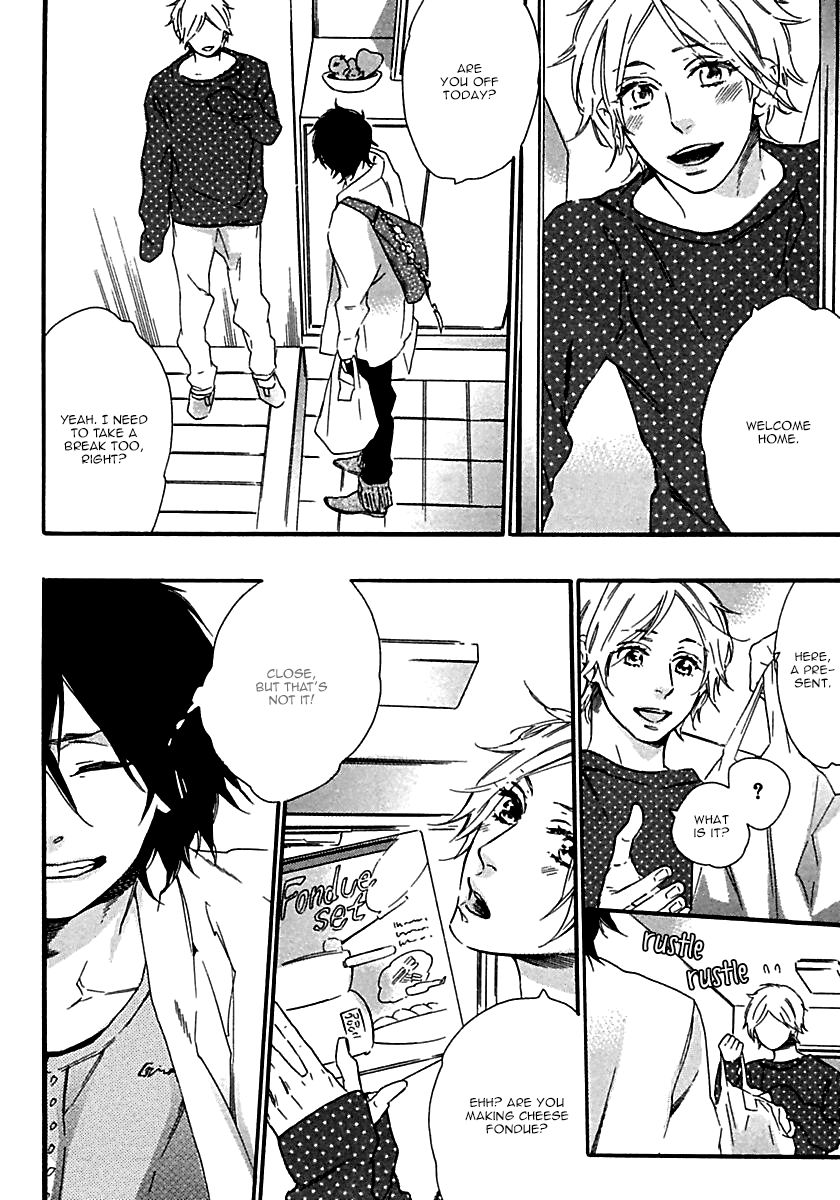 WELCOME
HOME.
ARE
YOU OFF
TODAY?
YEAH. I NEED
TO TAKE A
BREAK TOO,
RIGHT?
HERE,
A PRE-
SENT.
?
WHAT
IS IT?
rustle
rustle
Fondue
set
EHH? ARE YOU
MAKING CHEESE
FONDUE?
CLOSE,
BUT THAT'S
NOT IT!